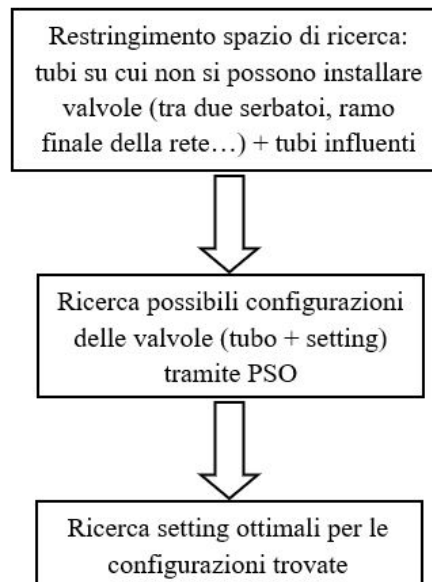 Restringimento spazio di ricerca:
tubi su cui non si possono installare
valvole (tra due serbatoi, ramo
finale della rete…) + tubi influenti
Ricerca possibili configurazioni
delle valvole (tubo + setting)
tramite PSO
Ricerca setting ottimali per le
configurazioni trovate